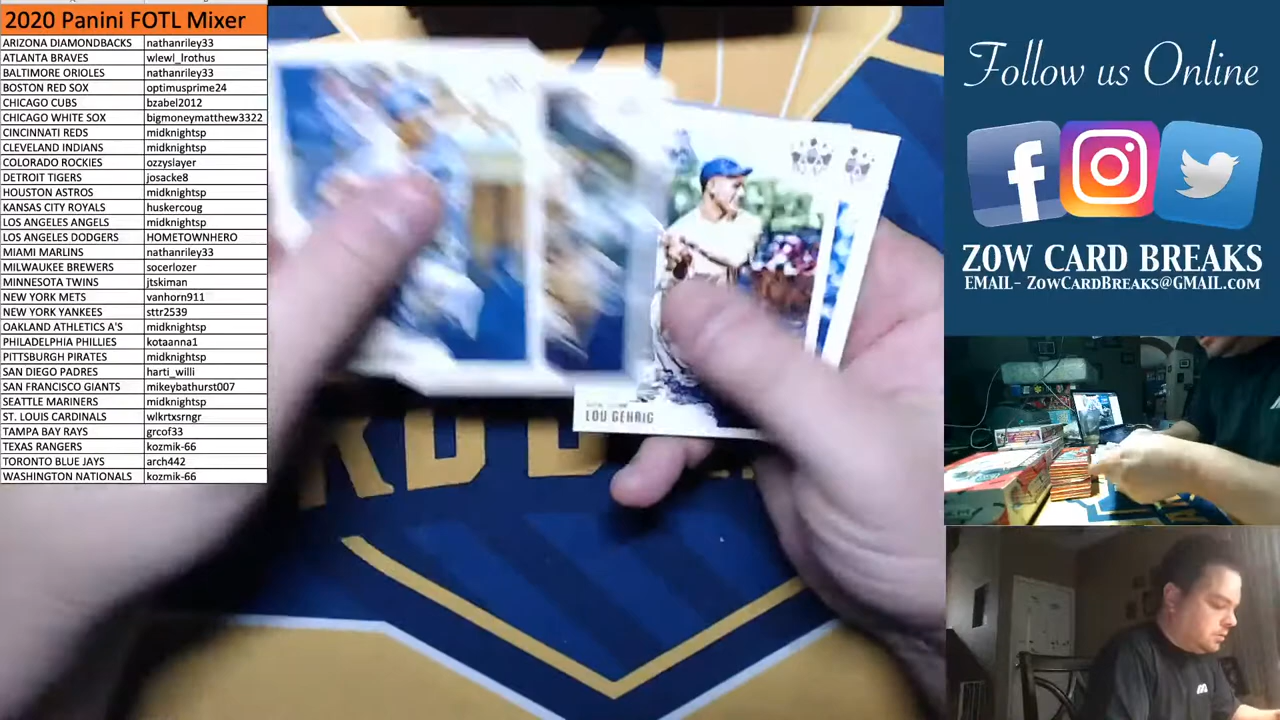 2020 Panini FOTL Mixer
ARIZONA DIAMONDBACKS nathanriley33
ATLANTA BRAVES wlewl_lrothus
BALTIMORE ORIOLES nathanriley33
BOSTON RED SOX optimusprime24
CHICAGO CUBS bzabel2012
CHICAGO WHITE SOX bigmoneymatthew3322
CINCINNATI REDS midknightsp
CLEVELAND INDIANS midknightsp
COLORADO ROCKIES ozzyslayer
DETROIT TIGERS josacke8
HOUSTON ASTROS midknightsp
KANSAS CITY ROYALS huskercoug
LOS ANGELES ANGELS midknightsp
LOS ANGELES DODGERS HOMETOWNHERO
MIAMI MARLINS nathanriley33
MILWAUKEE BREWERS socerlozer
MINNESOTA TWINS jtskiman
NEW YORK METS vanhorn911
NEW YORK YANKEES sttr2539
OAKLAND ATHLETICS A'S midknightsp
PHILADELPHIA PHILLIES kotaanna1
PITTSBURGH PIRATES midknightsp
SAN DIEGO PADRES harti_willi
SAN FRANCISCO GIANTS mikeybathurst007
SEATTLE MARINERS midknightsp
ST. LOUIS CARDINALS wlkrtxsrngr
TAMPA BAY RAYS grcof33
TEXAS RANGERS kozmik-66
TORONTO BLUE JAYS arch442
WASHINGTON NATIONALS kozmik-66
LOU GEHRIG
Follow us Online
ZOW CARD BREAKS
EMAIL- ZOWCARDBREAKS@GMAIL.COM